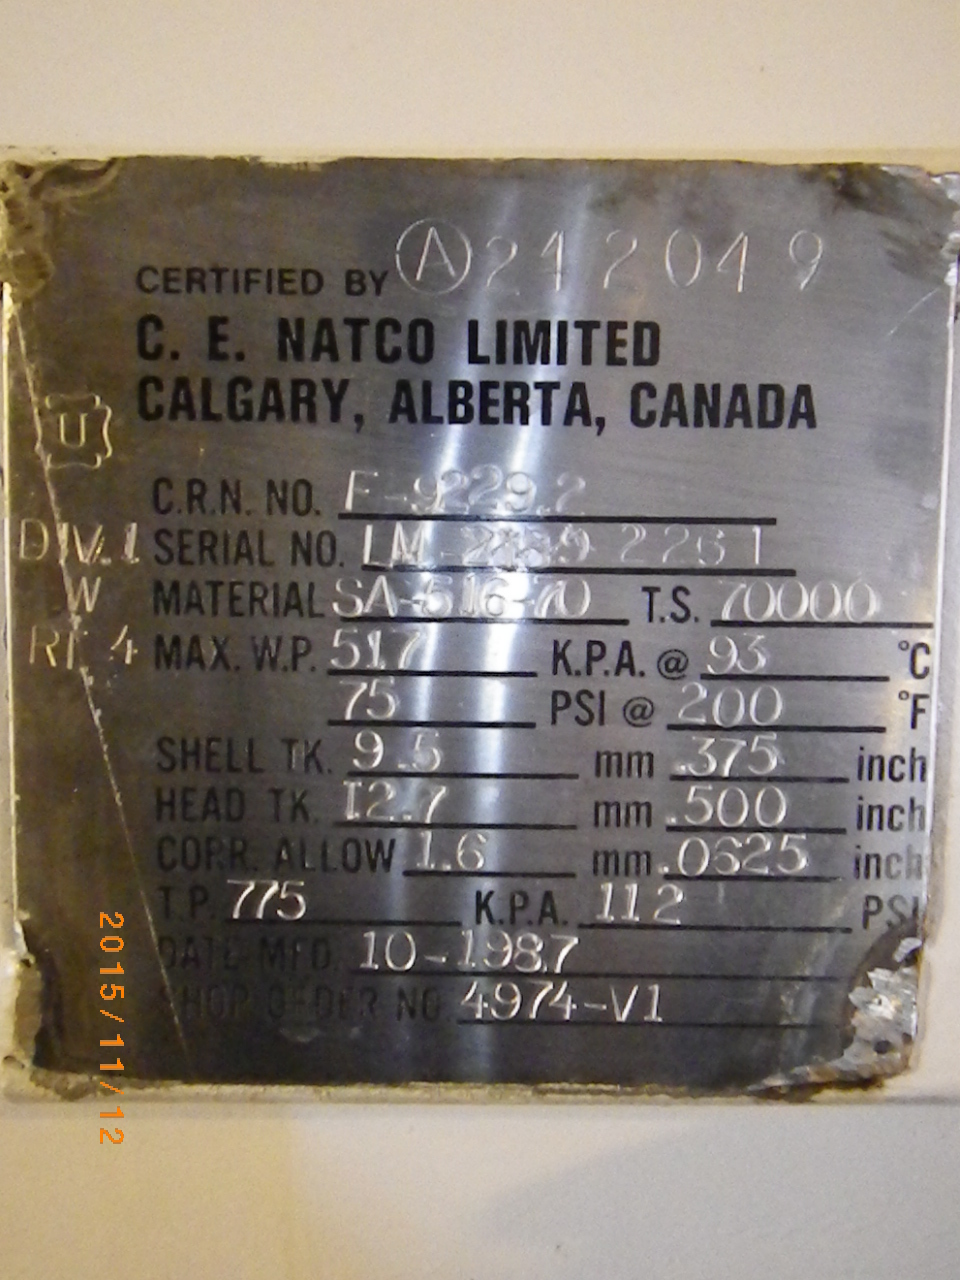 Ⓐ 242049
CERTIFIED BY
C. E. NATCO LIMITED
CALGARY, ALBERTA, CANADA
U
DIV.1
W
RT 4
C.R.N. NO. F-9229.2
SERIAL NO. LM 2261
MATERIAL SA-516-70 T.S. 70000
MAX. W.P. 517 K.P.A. @ 93 °C
75 PSI @ 200 °F
SHELL TK. 9.5 mm .375 inch
HEAD TK. 12.7 mm .500 inch
CORR. ALLOW 1.6 mm .0625 inch
T.P. 775 K.P.A. 112 PSI
DATE MFD. 10-1987
SHOP ORDER NO. 4974-V1
2015/11/12